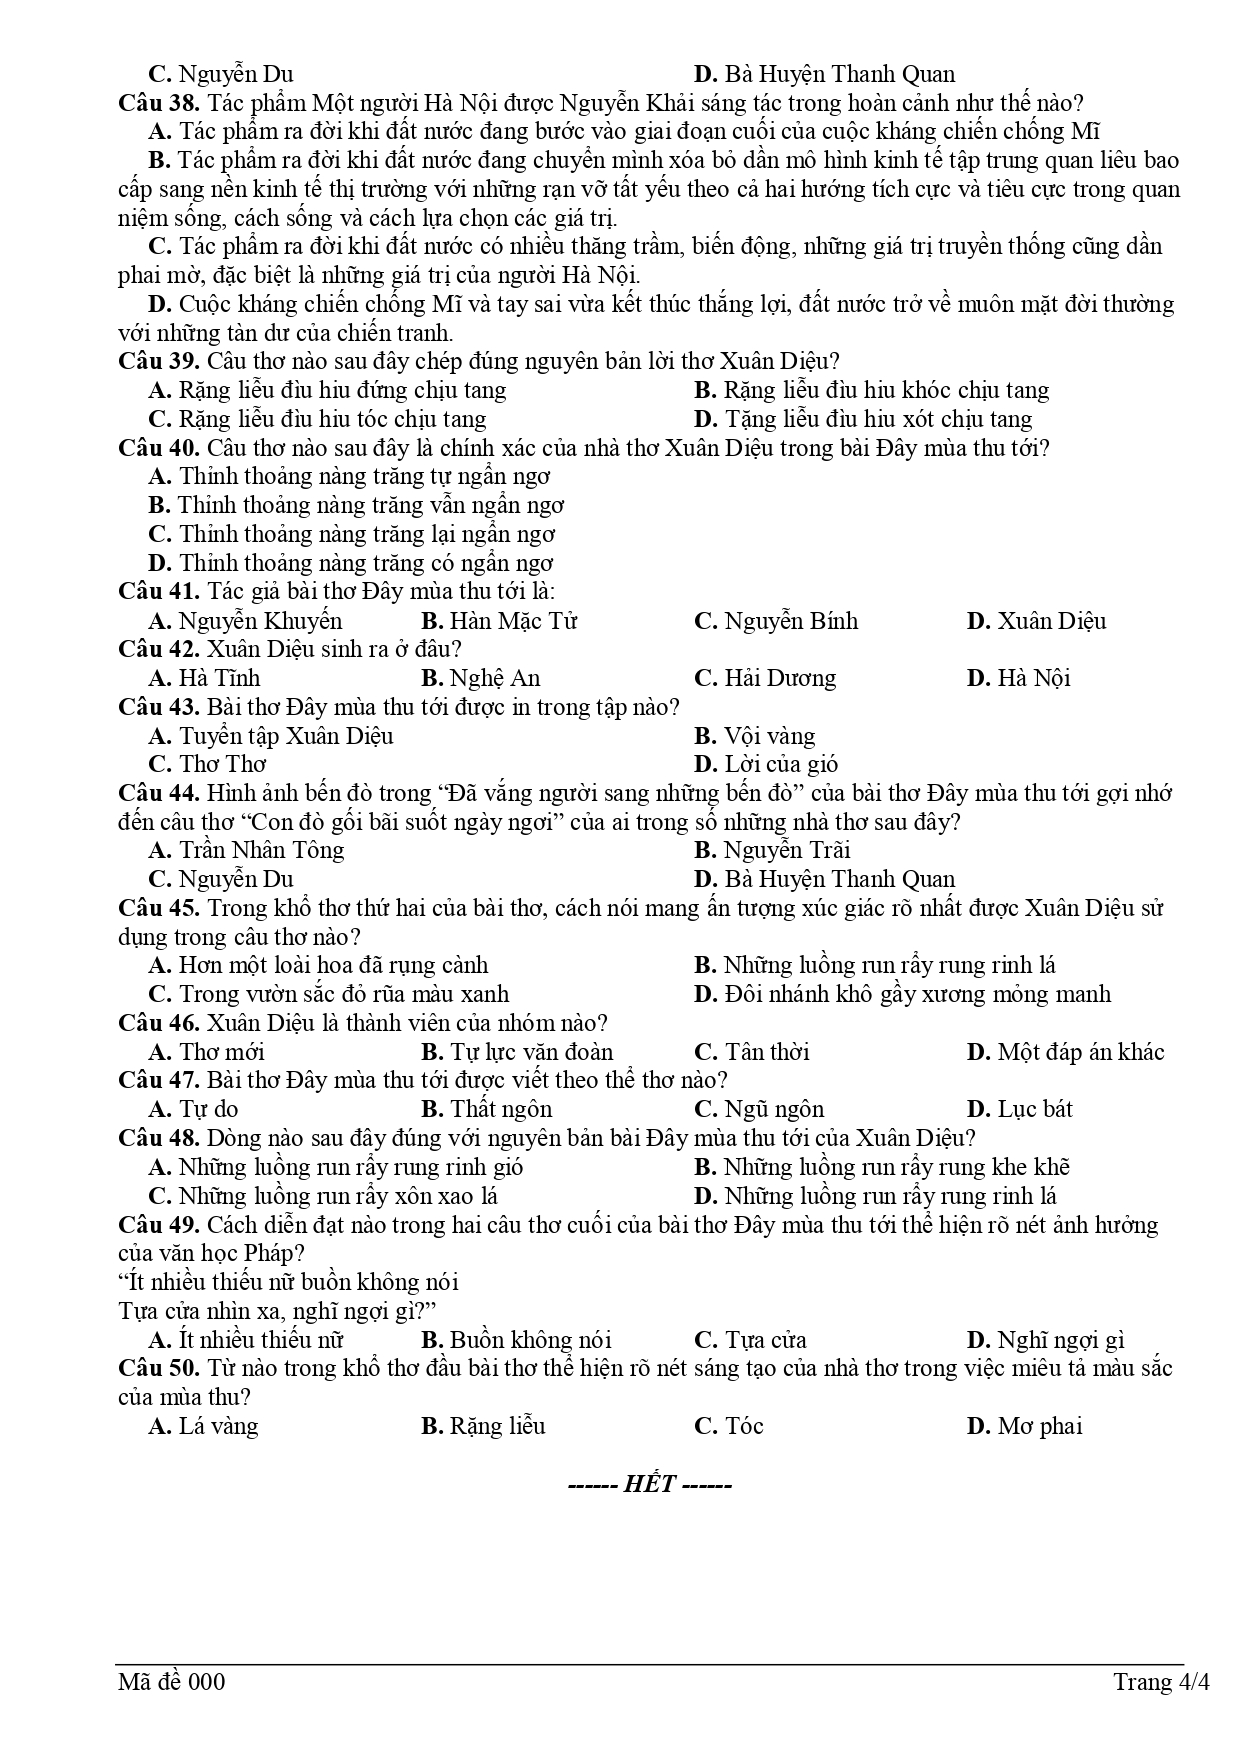 C. Nguyễn Du D. Bà Huyện Thanh Quan
Câu 38. Tác phẩm Một người Hà Nội được Nguyễn Khải sáng tác trong hoàn cảnh như thế nào?
A. Tác phẩm ra đời khi đất nước đang bước vào giai đoạn cuối của cuộc kháng chiến chống Mĩ
B. Tác phẩm ra đời khi đất nước đang chuyển mình xóa bỏ dần mô hình kinh tế tập trung quan liêu bao
cấp sang nền kinh tế thị trường với những rạn vỡ tất yếu theo cả hai hướng tích cực và tiêu cực trong quan
niệm sống, cách sống và cách lựa chọn các giá trị.
C. Tác phẩm ra đời khi đất nước có nhiều thăng trầm, biến động, những giá trị truyền thống cũng dần
phai mờ, đặc biệt là những giá trị của người Hà Nội.
D. Cuộc kháng chiến chống Mĩ và tay sai vừa kết thúc thắng lợi, đất nước trở về muôn mặt đời thường
với những tàn dư của chiến tranh.
Câu 39. Câu thơ nào sau đây chép đúng nguyên bản lời thơ Xuân Diệu?
A. Rặng liễu đìu hiu đứng chịu tang B. Rặng liễu đìu hiu khóc chịu tang
C. Rặng liễu đìu hiu tóc chịu tang D. Tặng liễu đìu hiu xót chịu tang
Câu 40. Câu thơ nào sau đây là chính xác của nhà thơ Xuân Diệu trong bài Đây mùa thu tới?
A. Thỉnh thoảng nàng trăng tự ngẩn ngơ
B. Thỉnh thoảng nàng trăng vẫn ngẩn ngơ
C. Thỉnh thoảng nàng trăng lại ngẩn ngơ
D. Thỉnh thoảng nàng trăng có ngẩn ngơ
Câu 41. Tác giả bài thơ Đây mùa thu tới là:
A. Nguyễn Khuyến B. Hàn Mặc Tử C. Nguyễn Bính D. Xuân Diệu
Câu 42. Xuân Diệu sinh ra ở đâu?
A. Hà Tĩnh B. Nghệ An C. Hải Dương D. Hà Nội
Câu 43. Bài thơ Đây mùa thu tới được in trong tập nào?
A. Tuyển tập Xuân Diệu B. Vội vàng
C. Thơ Thơ D. Lời của gió
Câu 44. Hình ảnh bến đò trong “Đã vắng người sang những bến đò” của bài thơ Đây mùa thu tới gợi nhớ
đến câu thơ “Con đò gối bãi suốt ngày ngơi” của ai trong số những nhà thơ sau đây?
A. Trần Nhân Tông B. Nguyễn Trãi
C. Nguyễn Du D. Bà Huyện Thanh Quan
Câu 45. Trong khổ thơ thứ hai của bài thơ, cách nói mang ấn tượng xúc giác rõ nhất được Xuân Diệu sử
dụng trong câu thơ nào?
A. Hơn một loài hoa đã rụng cành B. Những luồng run rẩy rung rinh lá
C. Trong vườn sắc đỏ rũa màu xanh D. Đôi nhánh khô gầy xương mỏng manh
Câu 46. Xuân Diệu là thành viên của nhóm nào?
A. Thơ mới B. Tự lực văn đoàn C. Tân thời D. Một đáp án khác
Câu 47. Bài thơ Đây mùa thu tới được viết theo thể thơ nào?
A. Tự do B. Thất ngôn C. Ngũ ngôn D. Lục bát
Câu 48. Dòng nào sau đây đúng với nguyên bản bài Đây mùa thu tới của Xuân Diệu?
A. Những luồng run rẩy rung rinh gió B. Những luồng run rẩy rung khe khẽ
C. Những luồng run rẩy xôn xao lá D. Những luồng run rẩy rung rinh lá
Câu 49. Cách diễn đạt nào trong hai câu thơ cuối của bài thơ Đây mùa thu tới thể hiện rõ nét ảnh hưởng
của văn học Pháp?
“Ít nhiều thiếu nữ buồn không nói
Tựa cửa nhìn xa, nghĩ ngợi gì?”
A. Ít nhiều thiếu nữ B. Buồn không nói C. Tựa cửa D. Nghĩ ngợi gì
Câu 50. Từ nào trong khổ thơ đầu bài thơ thể hiện rõ nét sáng tạo của nhà thơ trong việc miêu tả màu sắc
của mùa thu?
A. Lá vàng B. Rặng liễu C. Tóc D. Mơ phai
------ HẾT ------
Mã đề 000 Trang 4/4